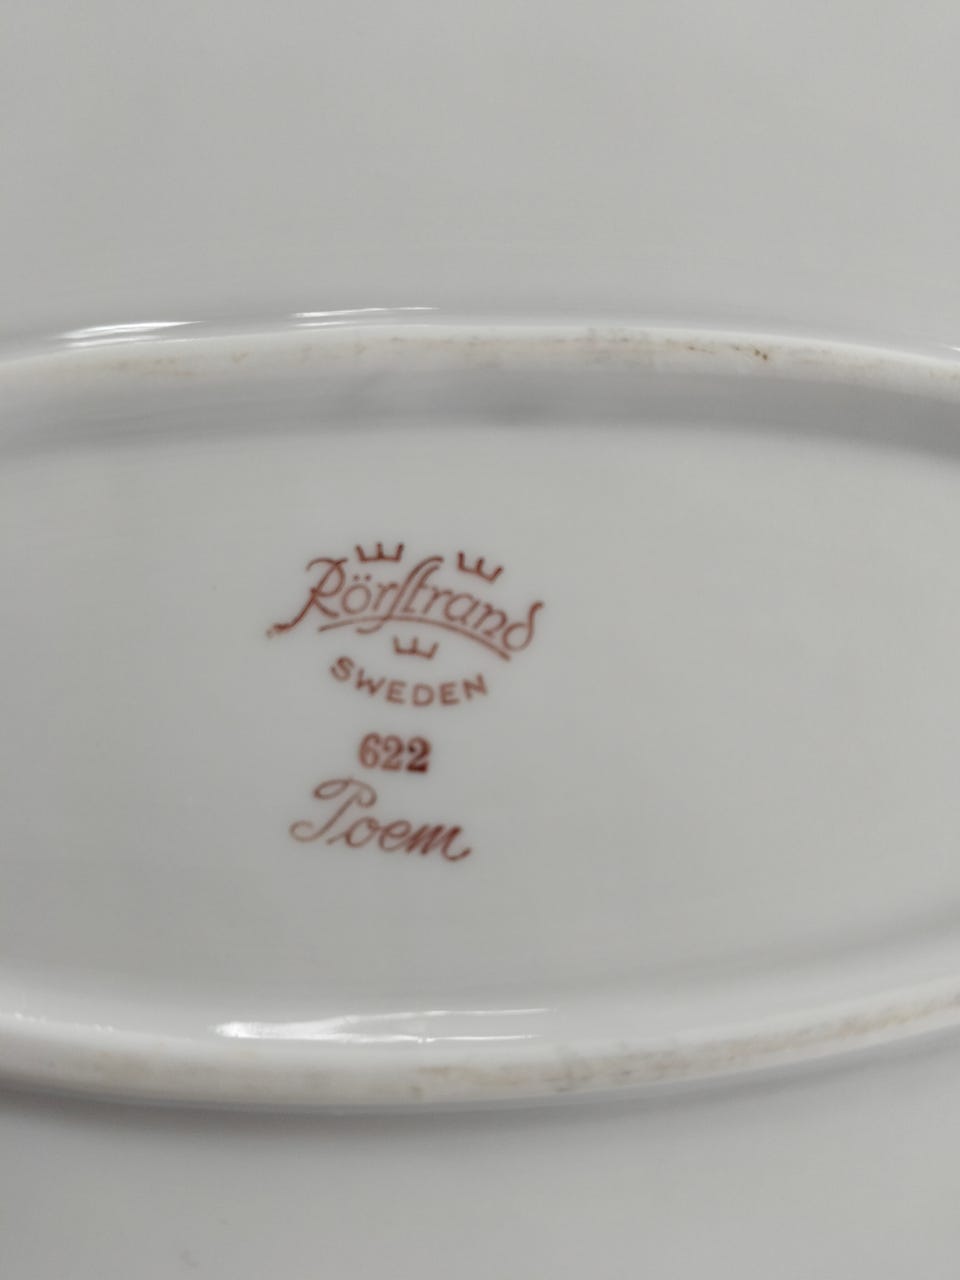 Rörstrand
SWEDEN
622
Poem